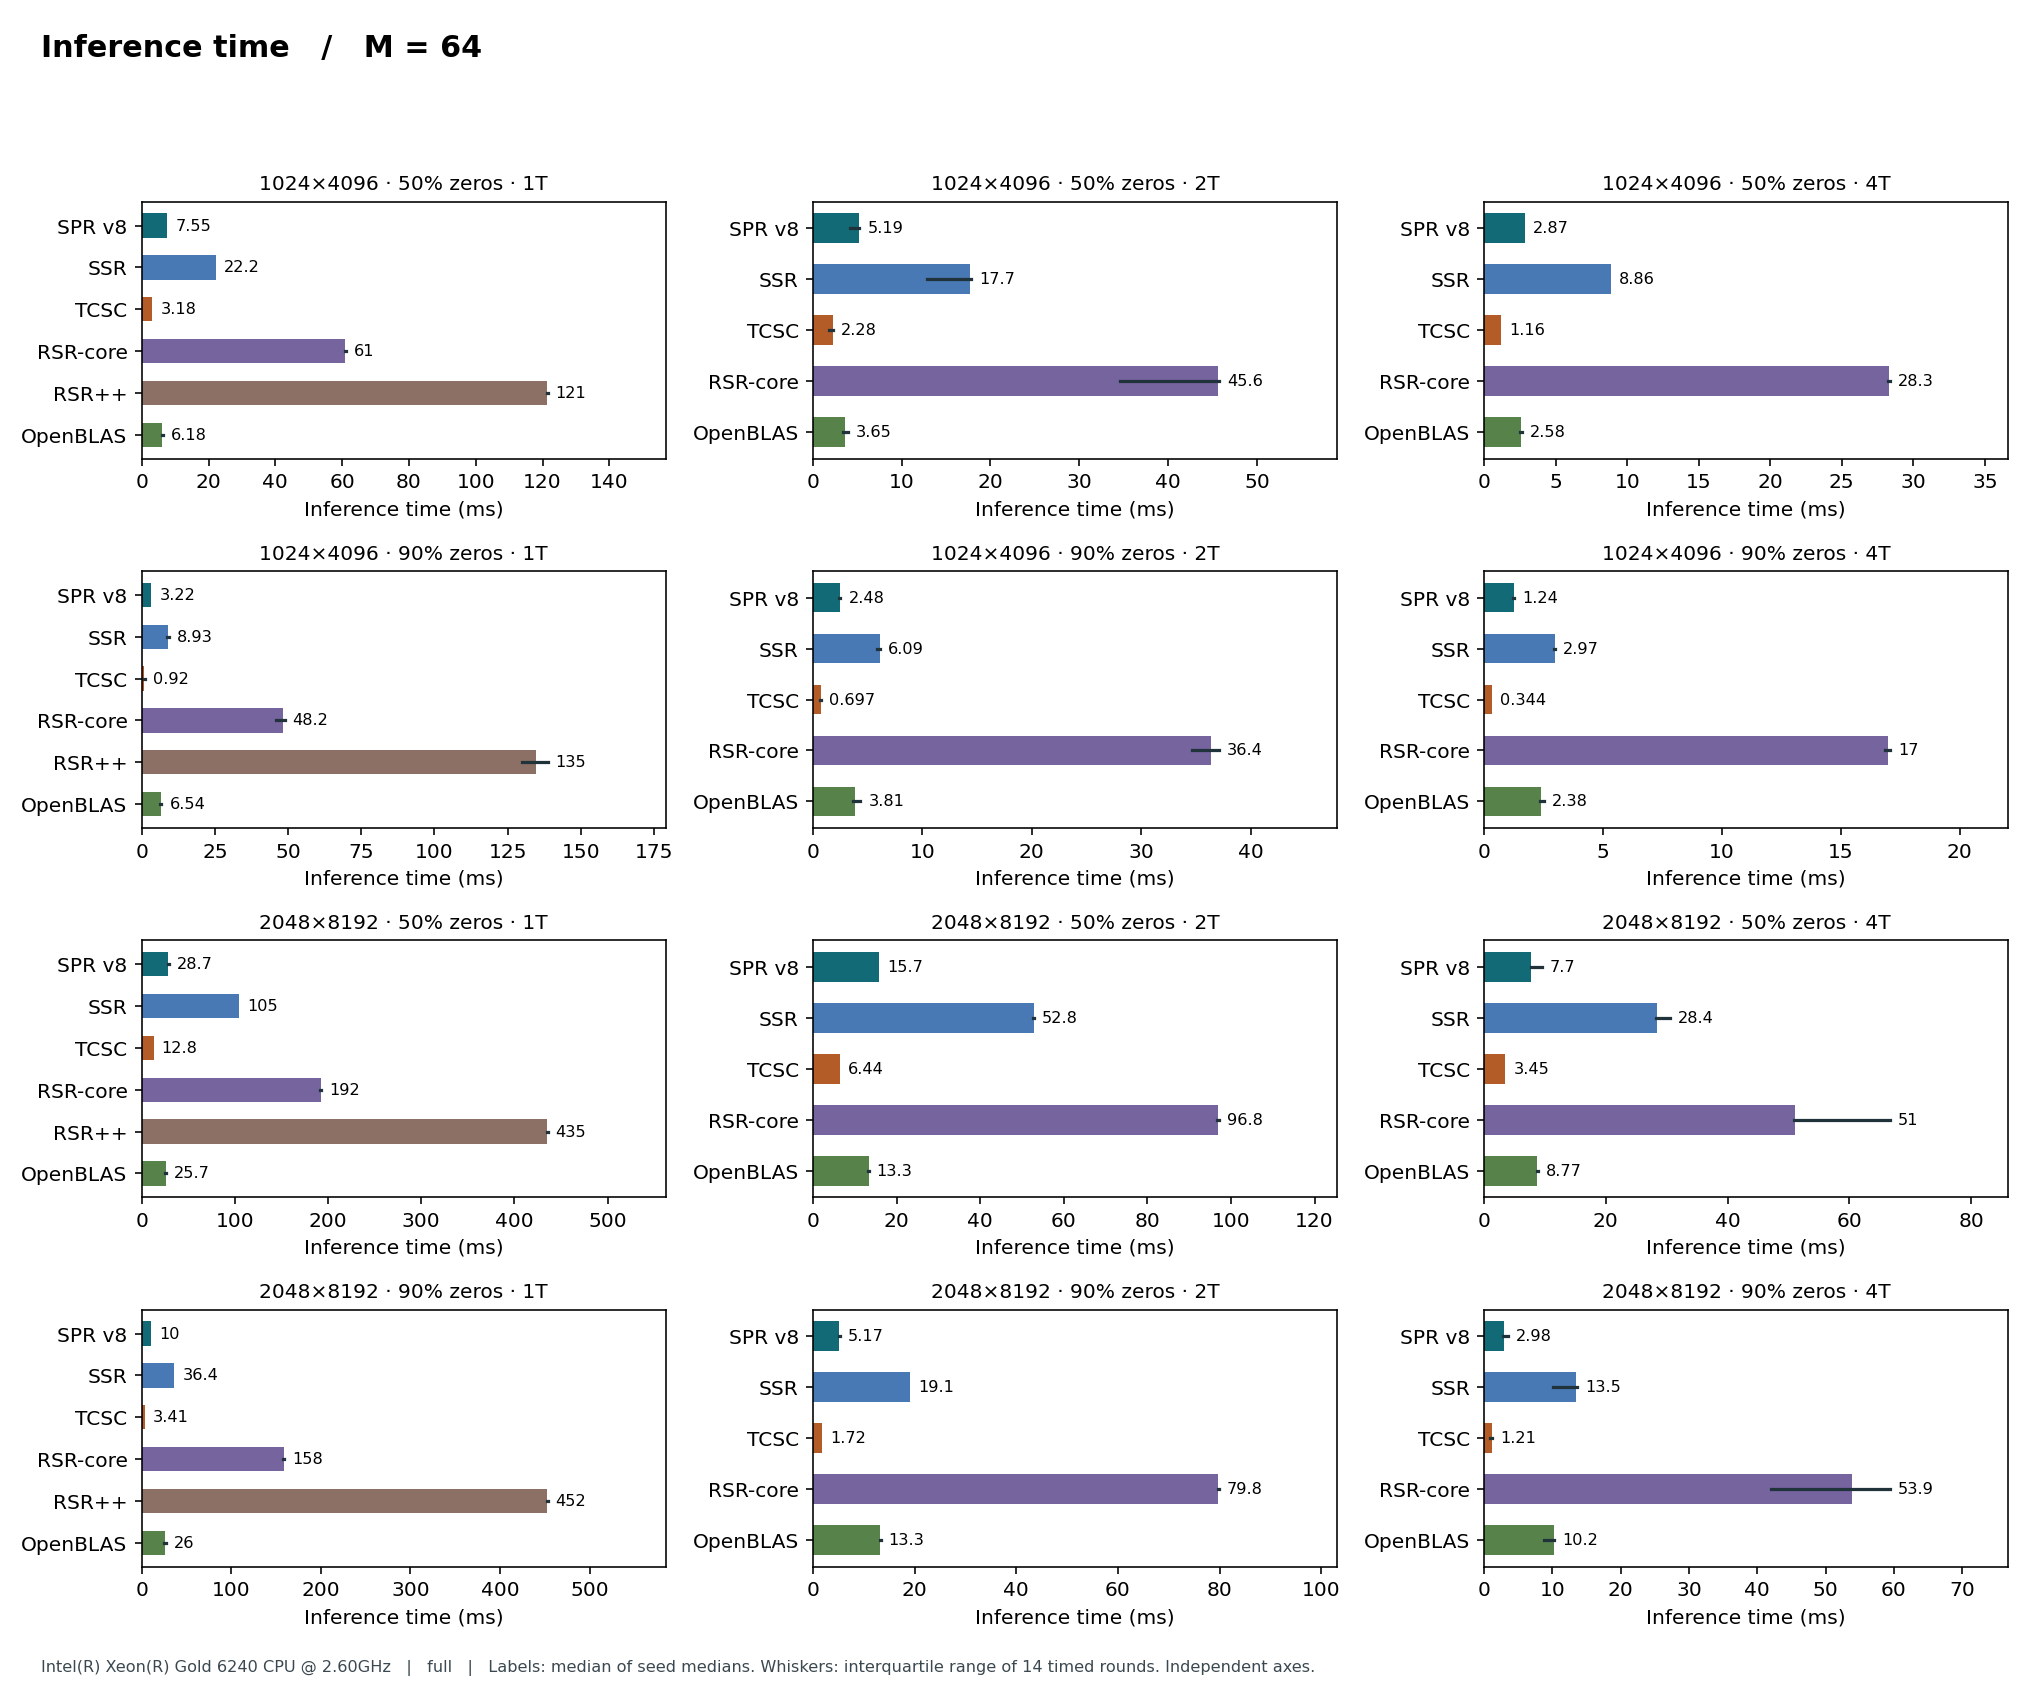 Inference time / M = 64
1024×4096 · 50% zeros · 1T
SPR v8 7.55
SSR 22.2
TCSC 3.18
RSR-core 61
RSR++ 121
OpenBLAS 6.18
0 20 40 60 80 100 120 140
Inference time (ms)
1024×4096 · 50% zeros · 2T
SPR v8 5.19
SSR 17.7
TCSC 2.28
RSR-core 45.6
OpenBLAS 3.65
0 10 20 30 40 50
Inference time (ms)
1024×4096 · 50% zeros · 4T
SPR v8 2.87
SSR 8.86
TCSC 1.16
RSR-core 28.3
OpenBLAS 2.58
0 5 10 15 20 25 30 35
Inference time (ms)
1024×4096 · 90% zeros · 1T
SPR v8 3.22
SSR 8.93
TCSC 0.92
RSR-core 48.2
RSR++ 135
OpenBLAS 6.54
0 25 50 75 100 125 150 175
Inference time (ms)
1024×4096 · 90% zeros · 2T
SPR v8 2.48
SSR 6.09
TCSC 0.697
RSR-core 36.4
OpenBLAS 3.81
0 10 20 30 40
Inference time (ms)
1024×4096 · 90% zeros · 4T
SPR v8 1.24
SSR 2.97
TCSC 0.344
RSR-core 17
OpenBLAS 2.38
0 5 10 15 20
Inference time (ms)
2048×8192 · 50% zeros · 1T
SPR v8 28.7
SSR 105
TCSC 12.8
RSR-core 192
RSR++ 435
OpenBLAS 25.7
0 100 200 300 400 500
Inference time (ms)
2048×8192 · 50% zeros · 2T
SPR v8 15.7
SSR 52.8
TCSC 6.44
RSR-core 96.8
OpenBLAS 13.3
0 20 40 60 80 100 120
Inference time (ms)
2048×8192 · 50% zeros · 4T
SPR v8 7.7
SSR 28.4
TCSC 3.45
RSR-core 51
OpenBLAS 8.77
0 20 40 60 80
Inference time (ms)
2048×8192 · 90% zeros · 1T
SPR v8 10
SSR 36.4
TCSC 3.41
RSR-core 158
RSR++ 452
OpenBLAS 26
0 100 200 300 400 500
Inference time (ms)
2048×8192 · 90% zeros · 2T
SPR v8 5.17
SSR 19.1
TCSC 1.72
RSR-core 79.8
OpenBLAS 13.3
0 20 40 60 80 100
Inference time (ms)
2048×8192 · 90% zeros · 4T
SPR v8 2.98
SSR 13.5
TCSC 1.21
RSR-core 53.9
OpenBLAS 10.2
0 10 20 30 40 50 60 70
Inference time (ms)
Intel(R) Xeon(R) Gold 6240 CPU @ 2.60GHz | full | Labels: median of seed medians. Whiskers: interquartile range of 14 timed rounds. Independent axes.